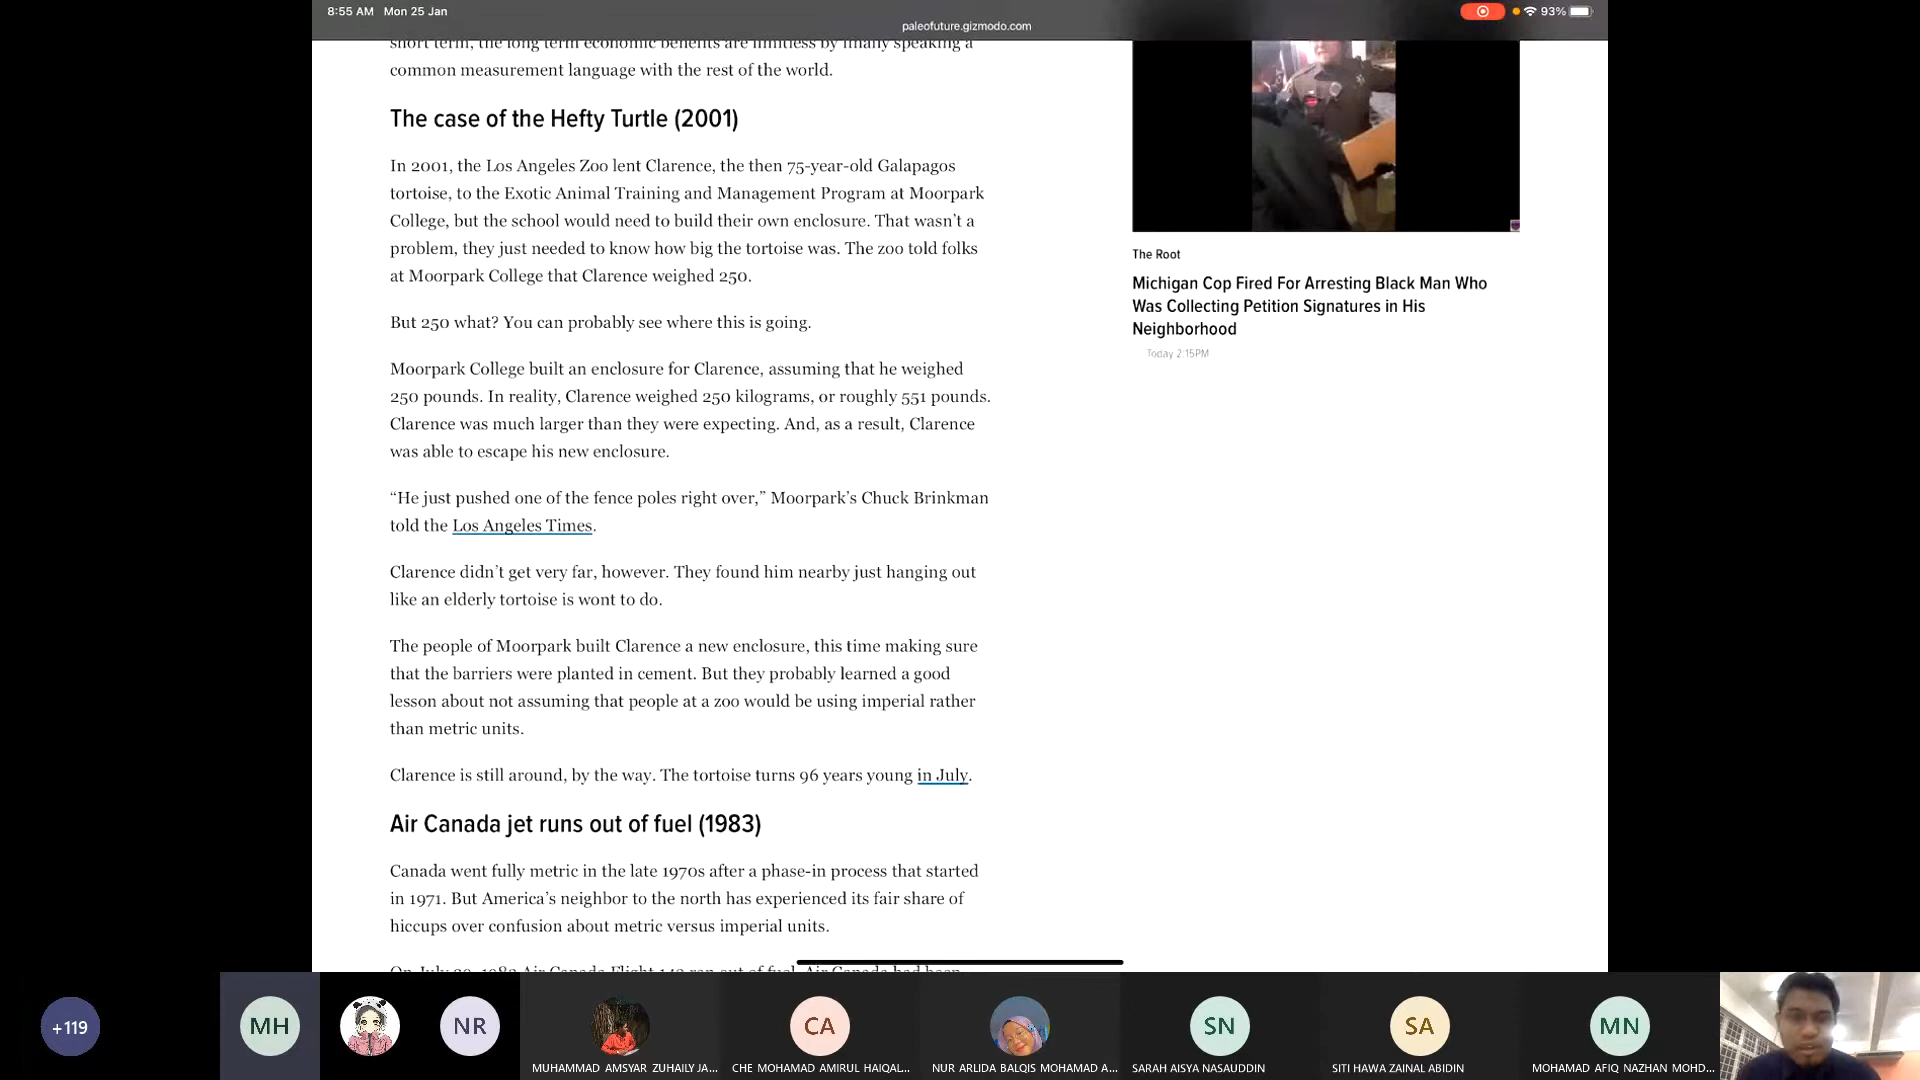 8:55 AM Mon 25 Jan
paleofuture.gizmodo.com
93%
short term, the long term economic benefits are limitless by finally speaking a
common measurement language with the rest of the world.
The case of the Hefty Turtle (2001)
In 2001, the Los Angeles Zoo lent Clarence, the then 75-year-old Galapagos
tortoise, to the Exotic Animal Training and Management Program at Moorpark
College, but the school would need to build their own enclosure. That wasn’t a
problem, they just needed to know how big the tortoise was. The zoo told folks
at Moorpark College that Clarence weighed 250.
But 250 what? You can probably see where this is going.
Moorpark College built an enclosure for Clarence, assuming that he weighed
250 pounds. In reality, Clarence weighed 250 kilograms, or roughly 551 pounds.
Clarence was much larger than they were expecting. And, as a result, Clarence
was able to escape his new enclosure.
“He just pushed one of the fence poles right over,” Moorpark’s Chuck Brinkman
told the Los Angeles Times.
Clarence didn’t get very far, however. They found him nearby just hanging out
like an elderly tortoise is wont to do.
The people of Moorpark built Clarence a new enclosure, this time making sure
that the barriers were planted in cement. But they probably learned a good
lesson about not assuming that people at a zoo would be using imperial rather
than metric units.
Clarence is still around, by the way. The tortoise turns 96 years young in July.
Air Canada jet runs out of fuel (1983)
Canada went fully metric in the late 1970s after a phase-in process that started
in 1971. But America’s neighbor to the north has experienced its fair share of
hiccups over confusion about metric versus imperial units.
The Root
Michigan Cop Fired For Arresting Black Man Who
Was Collecting Petition Signatures in His
Neighborhood
Today 2:15PM
+119
MH
NR
CA
SN
SA
MN
MUHAMMAD AMSYAR ZUHAILY JA...
CHE MOHAMAD AMIRUL HAIQAL...
NUR ARLIDA BALQIS MOHAMAD A...
SARAH AISYA NASAUDDIN
SITI HAWA ZAINAL ABIDIN
MOHAMAD AFIQ NAZHAN MOHD...